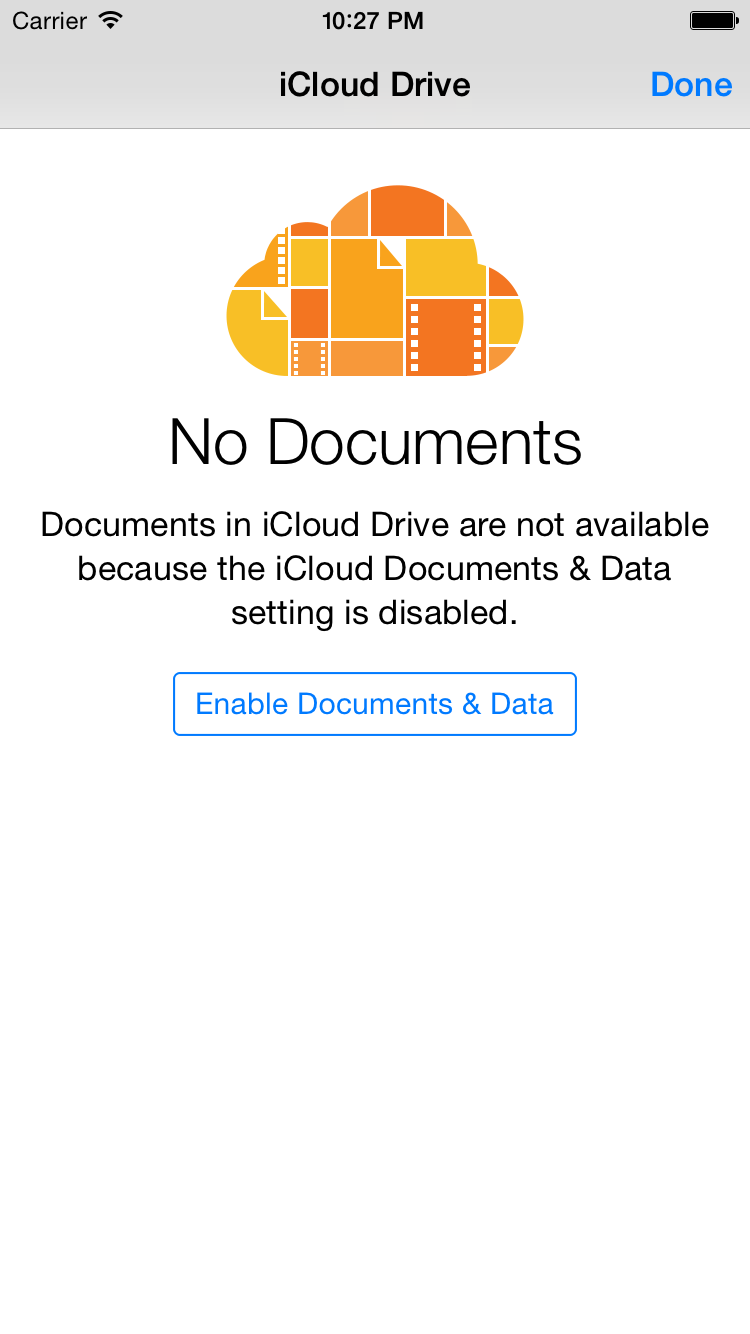 Carrier 10:27 PM
iCloud Drive Done
No Documents
Documents in iCloud Drive are not available
because the iCloud Documents & Data
setting is disabled.
Enable Documents & Data